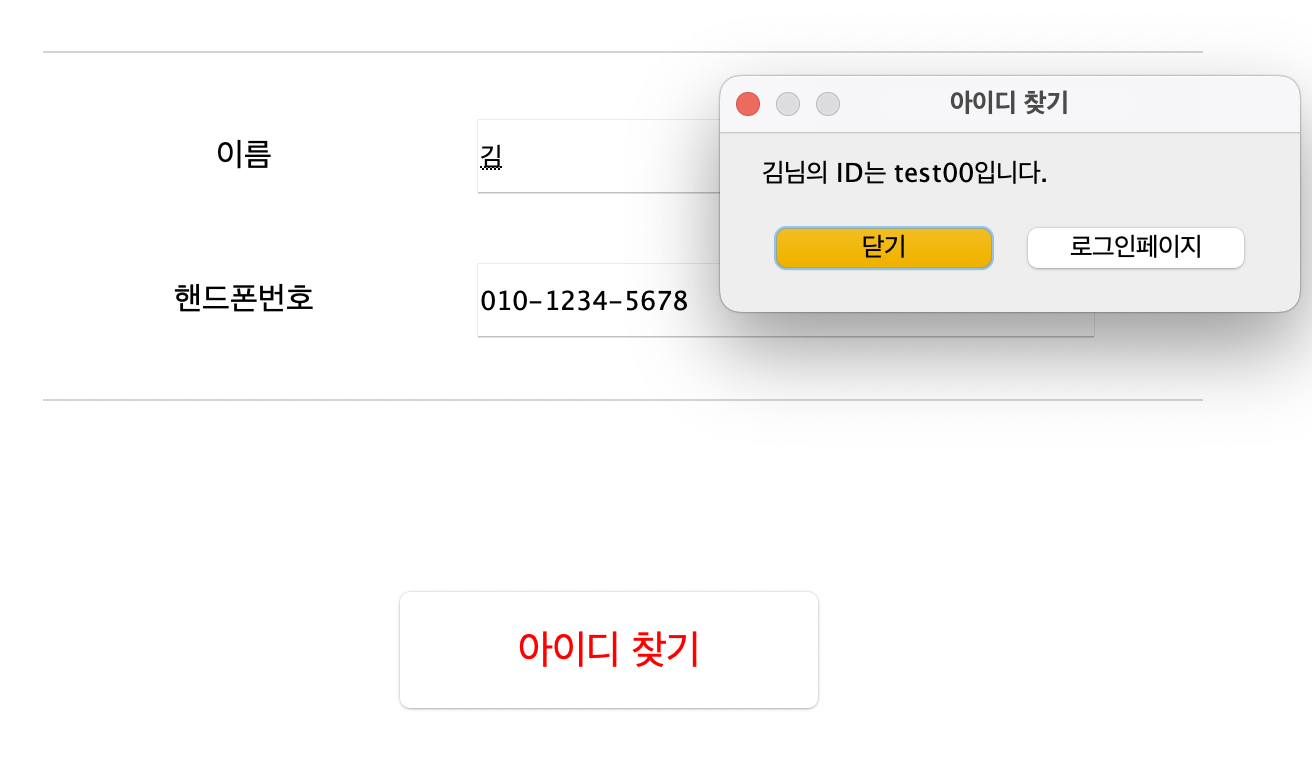 아이디 찾기
김님의 ID는 test00입니다.
닫기 로그인페이지
이름 김
핸드폰번호 010-1234-5678
아이디 찾기